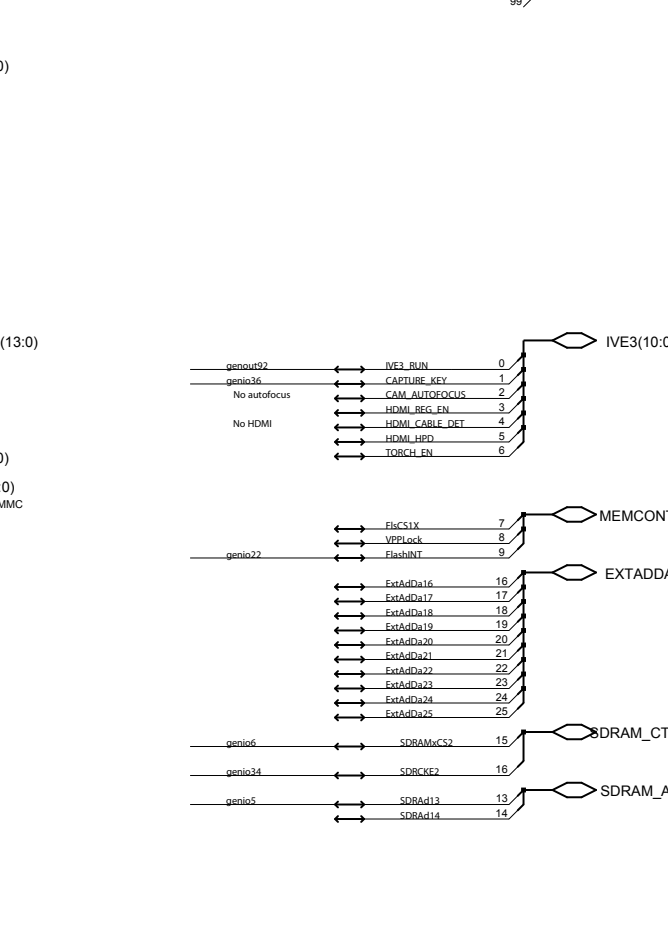 99
0)
(13:0)
IVE3(10:0
genout92 IVE3_RUN 0
genio36 CAPTURE_KEY 1
No autofocus CAM_AUTOFOCUS 2
HDMI_REG_EN 3
No HDMI HDMI_CABLE_DET 4
HDMI_HPD 5
TORCH_EN 6
0)
:0)
MMC
FlsCS1X 7
MEMCONT
VPPLock 8
genio22 FlashINT 9
EXTADDA
ExtAdDa16 16
ExtAdDa17 17
ExtAdDa18 18
ExtAdDa19 19
ExtAdDa20 20
ExtAdDa21 21
ExtAdDa22 22
ExtAdDa23 23
ExtAdDa24 24
ExtAdDa25 25
SDRAM_CT
genio6 SDRAMxCS2 15
genio34 SDRCKE2 16
SDRAM_A
genio5 SDRAd13 13
SDRAd14 14